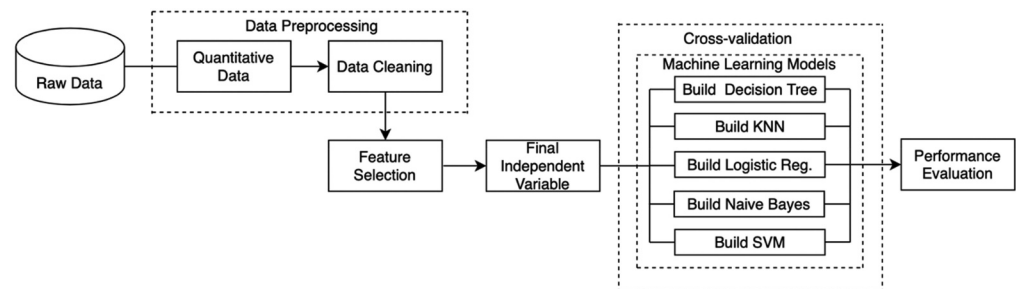 Data Preprocessing
Raw Data
Quantitative
Data
Data Cleaning
Feature
Selection
Final
Independent
Variable
Cross-validation
Machine Learning Models
Build Decision Tree
Build KNN
Build Logistic Reg.
Build Naive Bayes
Build SVM
Performance
Evaluation